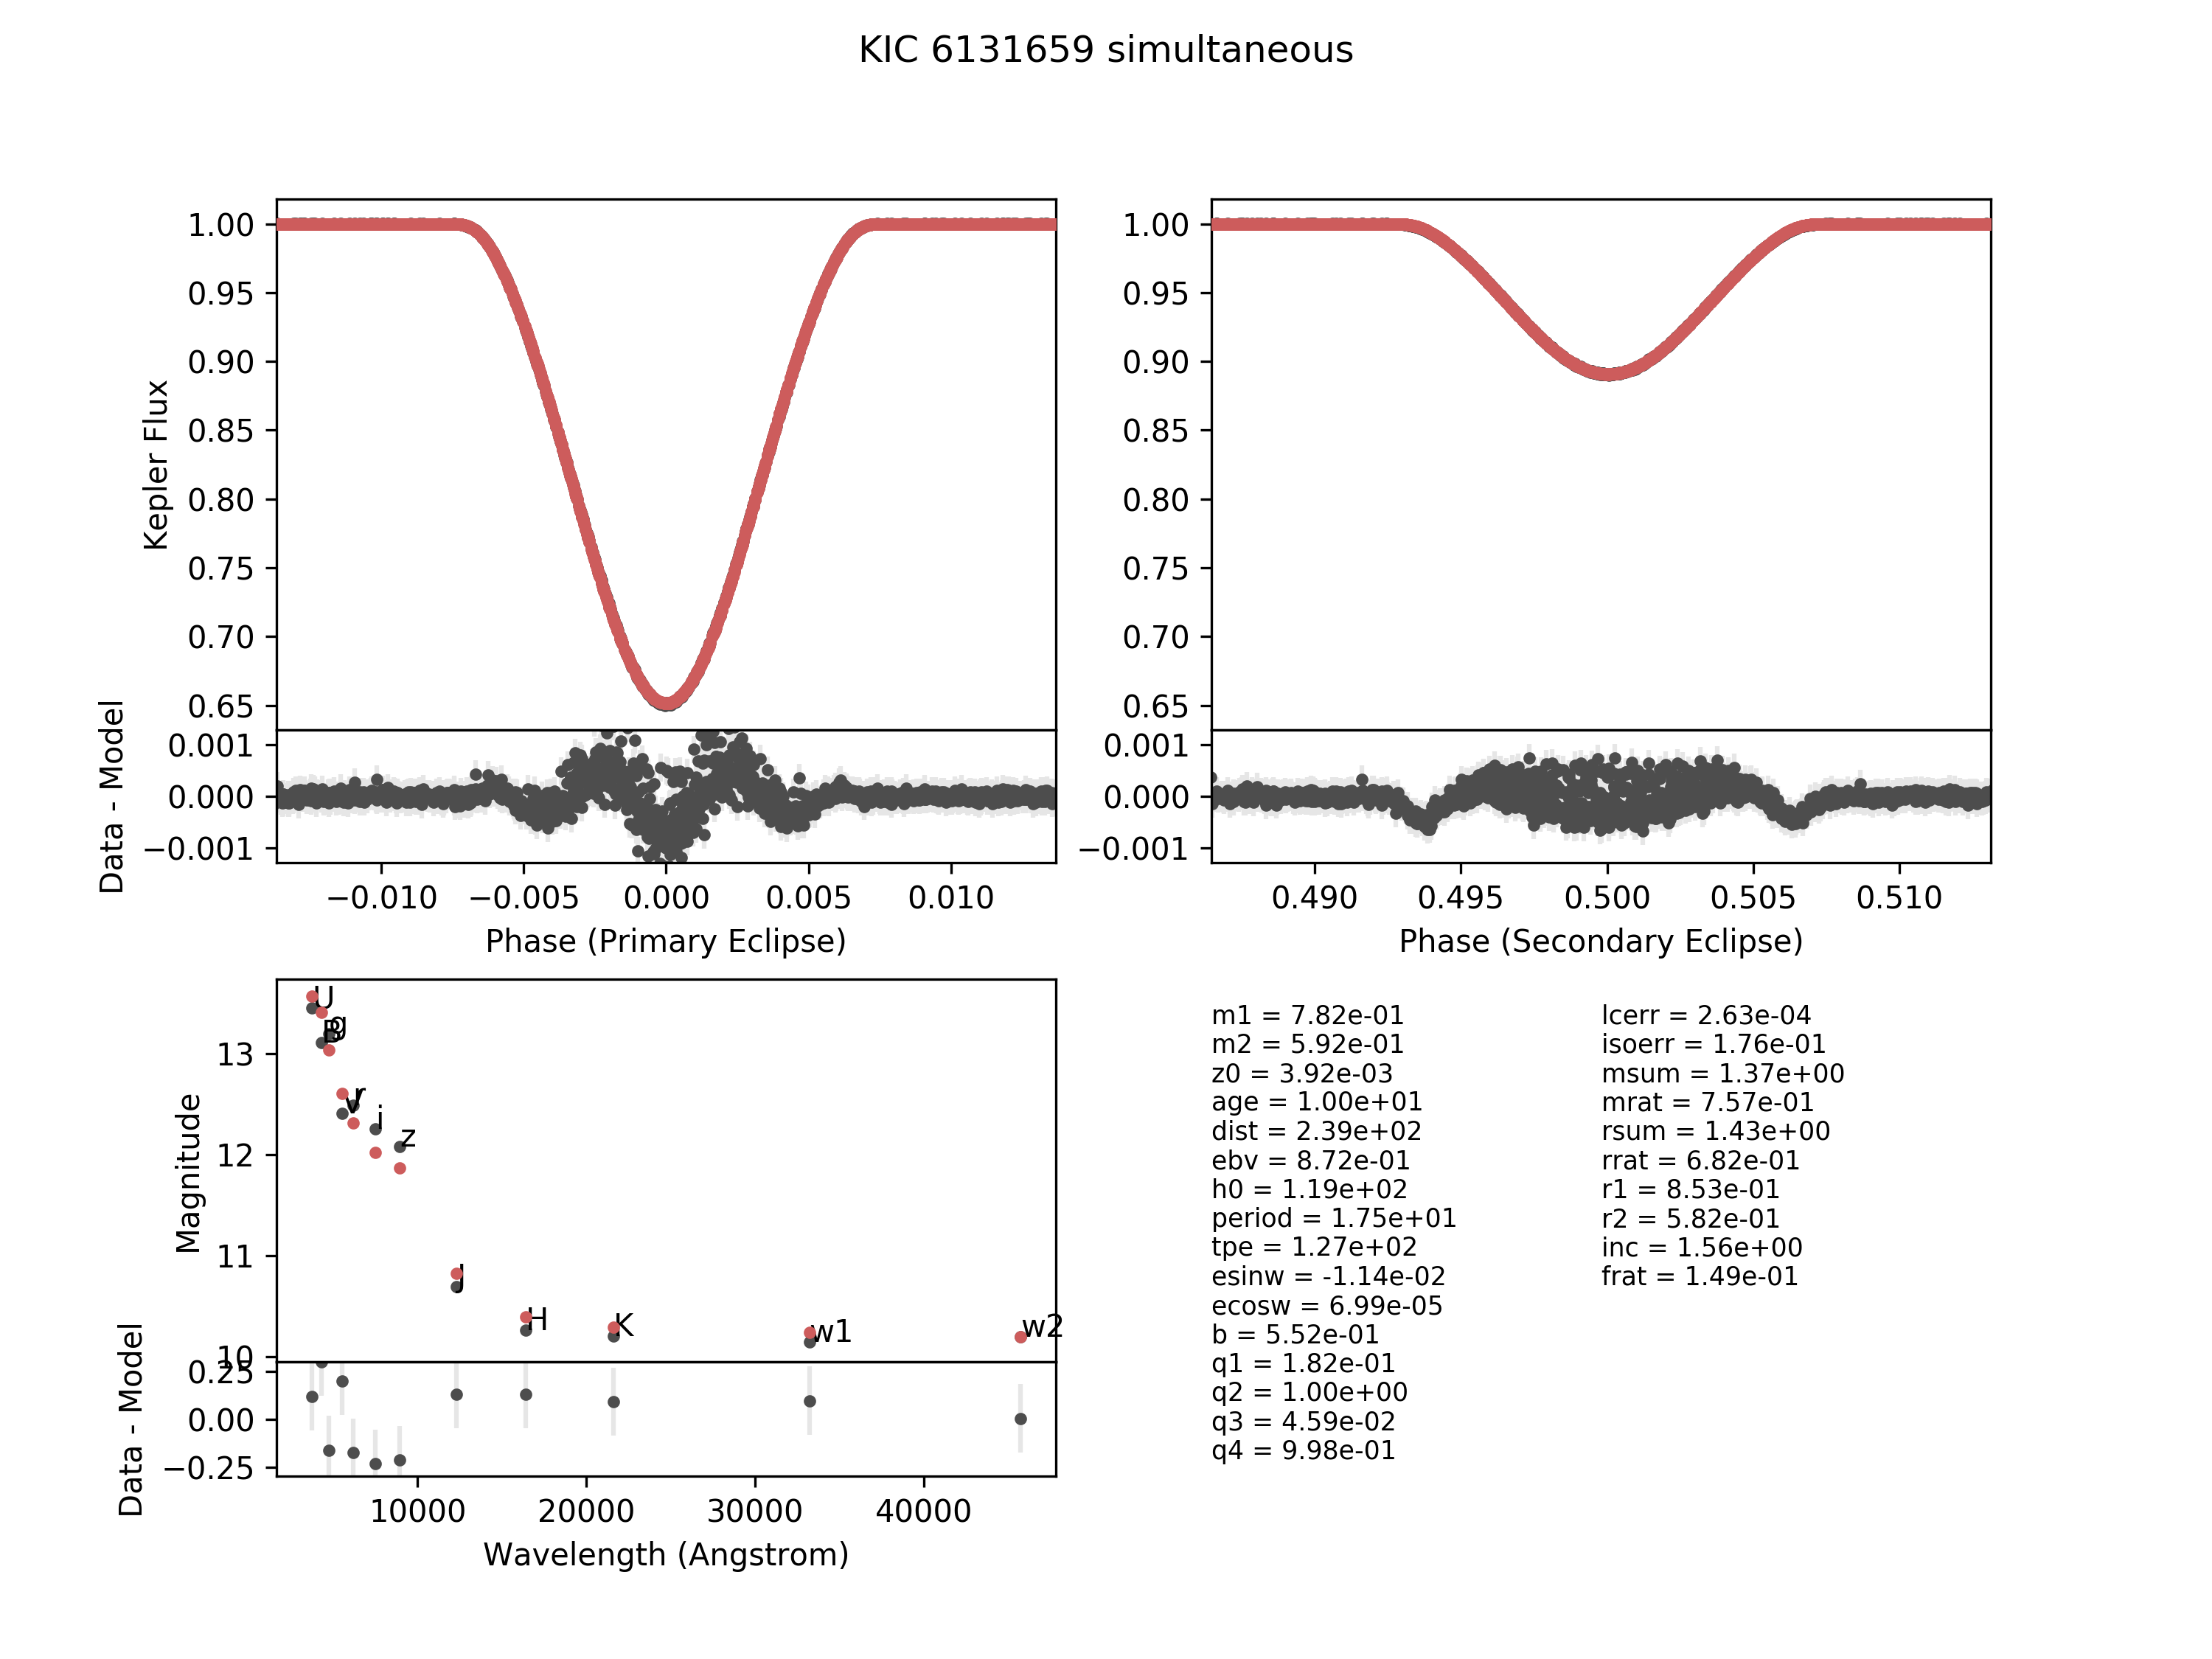 KIC 6131659 simultaneous
Kepler Flux
1.00
0.95
0.90
0.85
0.80
0.75
0.70
0.65
1.00
0.95
0.90
0.85
0.80
0.75
0.70
0.65
Data - Model
0.001
0.000
−0.001
0.001
0.000
−0.001
−0.010 −0.005 0.000 0.005 0.010
0.490 0.495 0.500 0.505 0.510
Phase (Primary Eclipse)
Phase (Secondary Eclipse)
Magnitude
13
12
11
10
U
g
B
r
V
i
z
J
H
K
w1
w2
Data - Model
0.25
0.00
−0.25
10000 20000 30000 40000
Wavelength (Angstrom)
m1 = 7.82e-01
m2 = 5.92e-01
z0 = 3.92e-03
age = 1.00e+01
dist = 2.39e+02
ebv = 8.72e-01
h0 = 1.19e+02
period = 1.75e+01
tpe = 1.27e+02
esinw = -1.14e-02
ecosw = 6.99e-05
b = 5.52e-01
q1 = 1.82e-01
q2 = 1.00e+00
q3 = 4.59e-02
q4 = 9.98e-01
lcerr = 2.63e-04
isoerr = 1.76e-01
msum = 1.37e+00
mrat = 7.57e-01
rsum = 1.43e+00
rrat = 6.82e-01
r1 = 8.53e-01
r2 = 5.82e-01
inc = 1.56e+00
frat = 1.49e-01